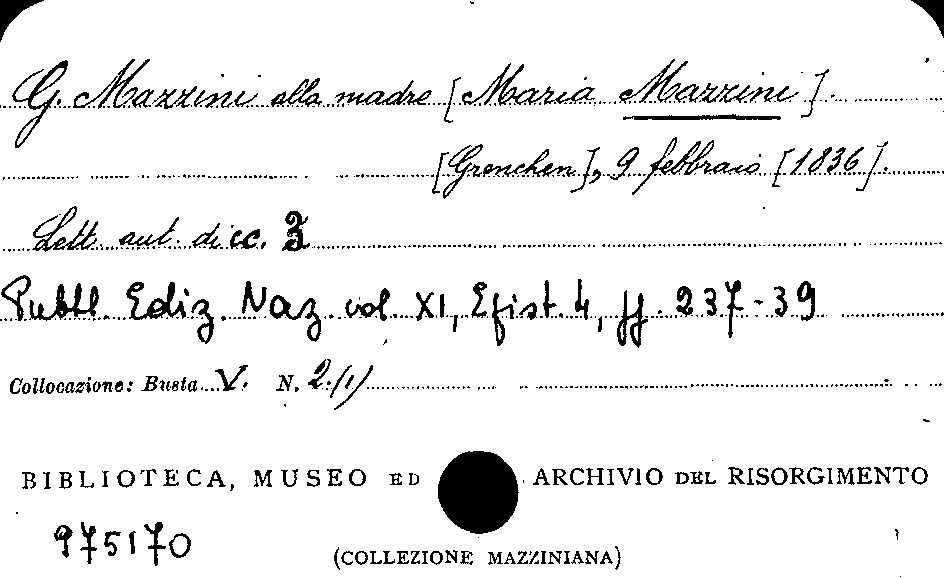 G. Mazzini alla madre [Maria Mazzini].
[Grenchen], 9 febbraio [1836].
Lett. aut. di cc. 3
Pubbl. Ediz. Naz. vol. XI, Epist. 4, pp. 237-39
Collocazione: Busta V. N. 2.(1)
BIBLIOTECA, MUSEO ED ARCHIVIO DEL RISORGIMENTO
975170
(COLLEZIONE MAZZINIANA)